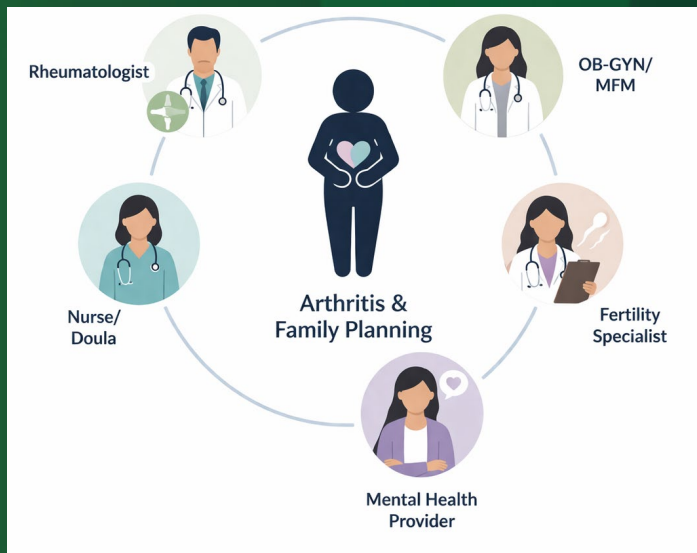 Rheumatologist
OB-GYN/
MFM
Nurse/
Doula
Arthritis &
Family Planning
Fertility
Specialist
Mental Health
Provider